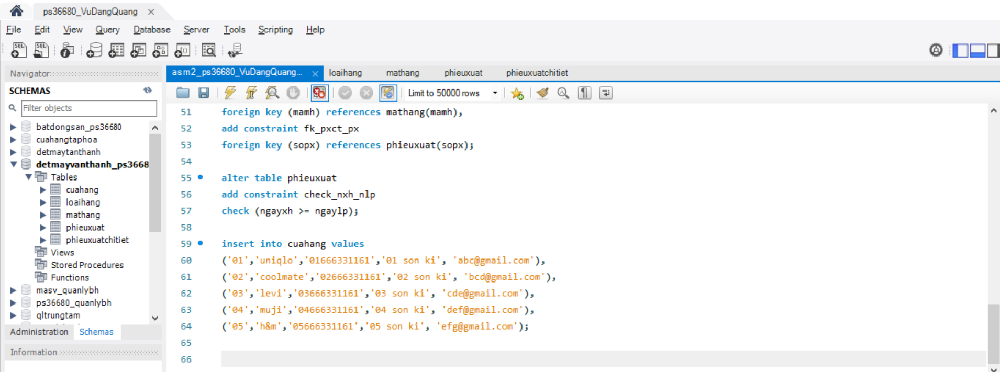 ps36680_VuDangQuang
File Edit View Query Database Server Tools Scripting Help
Navigator
SCHEMAS
Filter objects
batdongsan_ps36680
cuahangtaphoa
detmaytanthanh
detmayvanthanh_ps3668
Tables
cuahang
loaihang
mathang
phieuxuat
phieuxuatchitiet
Views
Stored Procedures
Functions
masv_quanlybh
ps36680_quanlybh
qltrungtam
Administration Schemas
Information
asm2_ps36680_VuDangQuang... loaihang mathang phieuxuat phieuxuatchitiet
Limit to 50000 rows
51 foreign key (mamh) references mathang(mamh),
52 add constraint fk_pxct_px
53 foreign key (sopx) references phieuxuat(sopx);
54
55 alter table phieuxuat
56 add constraint check_nxh_nlp
57 check (ngayxh >= ngaylp);
58
59 insert into cuahang values
60 ('01','uniqlo','01666331161','01 son ki', 'abc@gmail.com'),
61 ('02','coolmate','02666331161','02 son ki', 'bcd@gmail.com'),
62 ('03','levi','03666331161','03 son ki', 'cde@gmail.com'),
63 ('04','muji','04666331161','04 son ki', 'def@gmail.com'),
64 ('05','h&m','05666331161','05 son ki', 'efg@gmail.com');
65
66